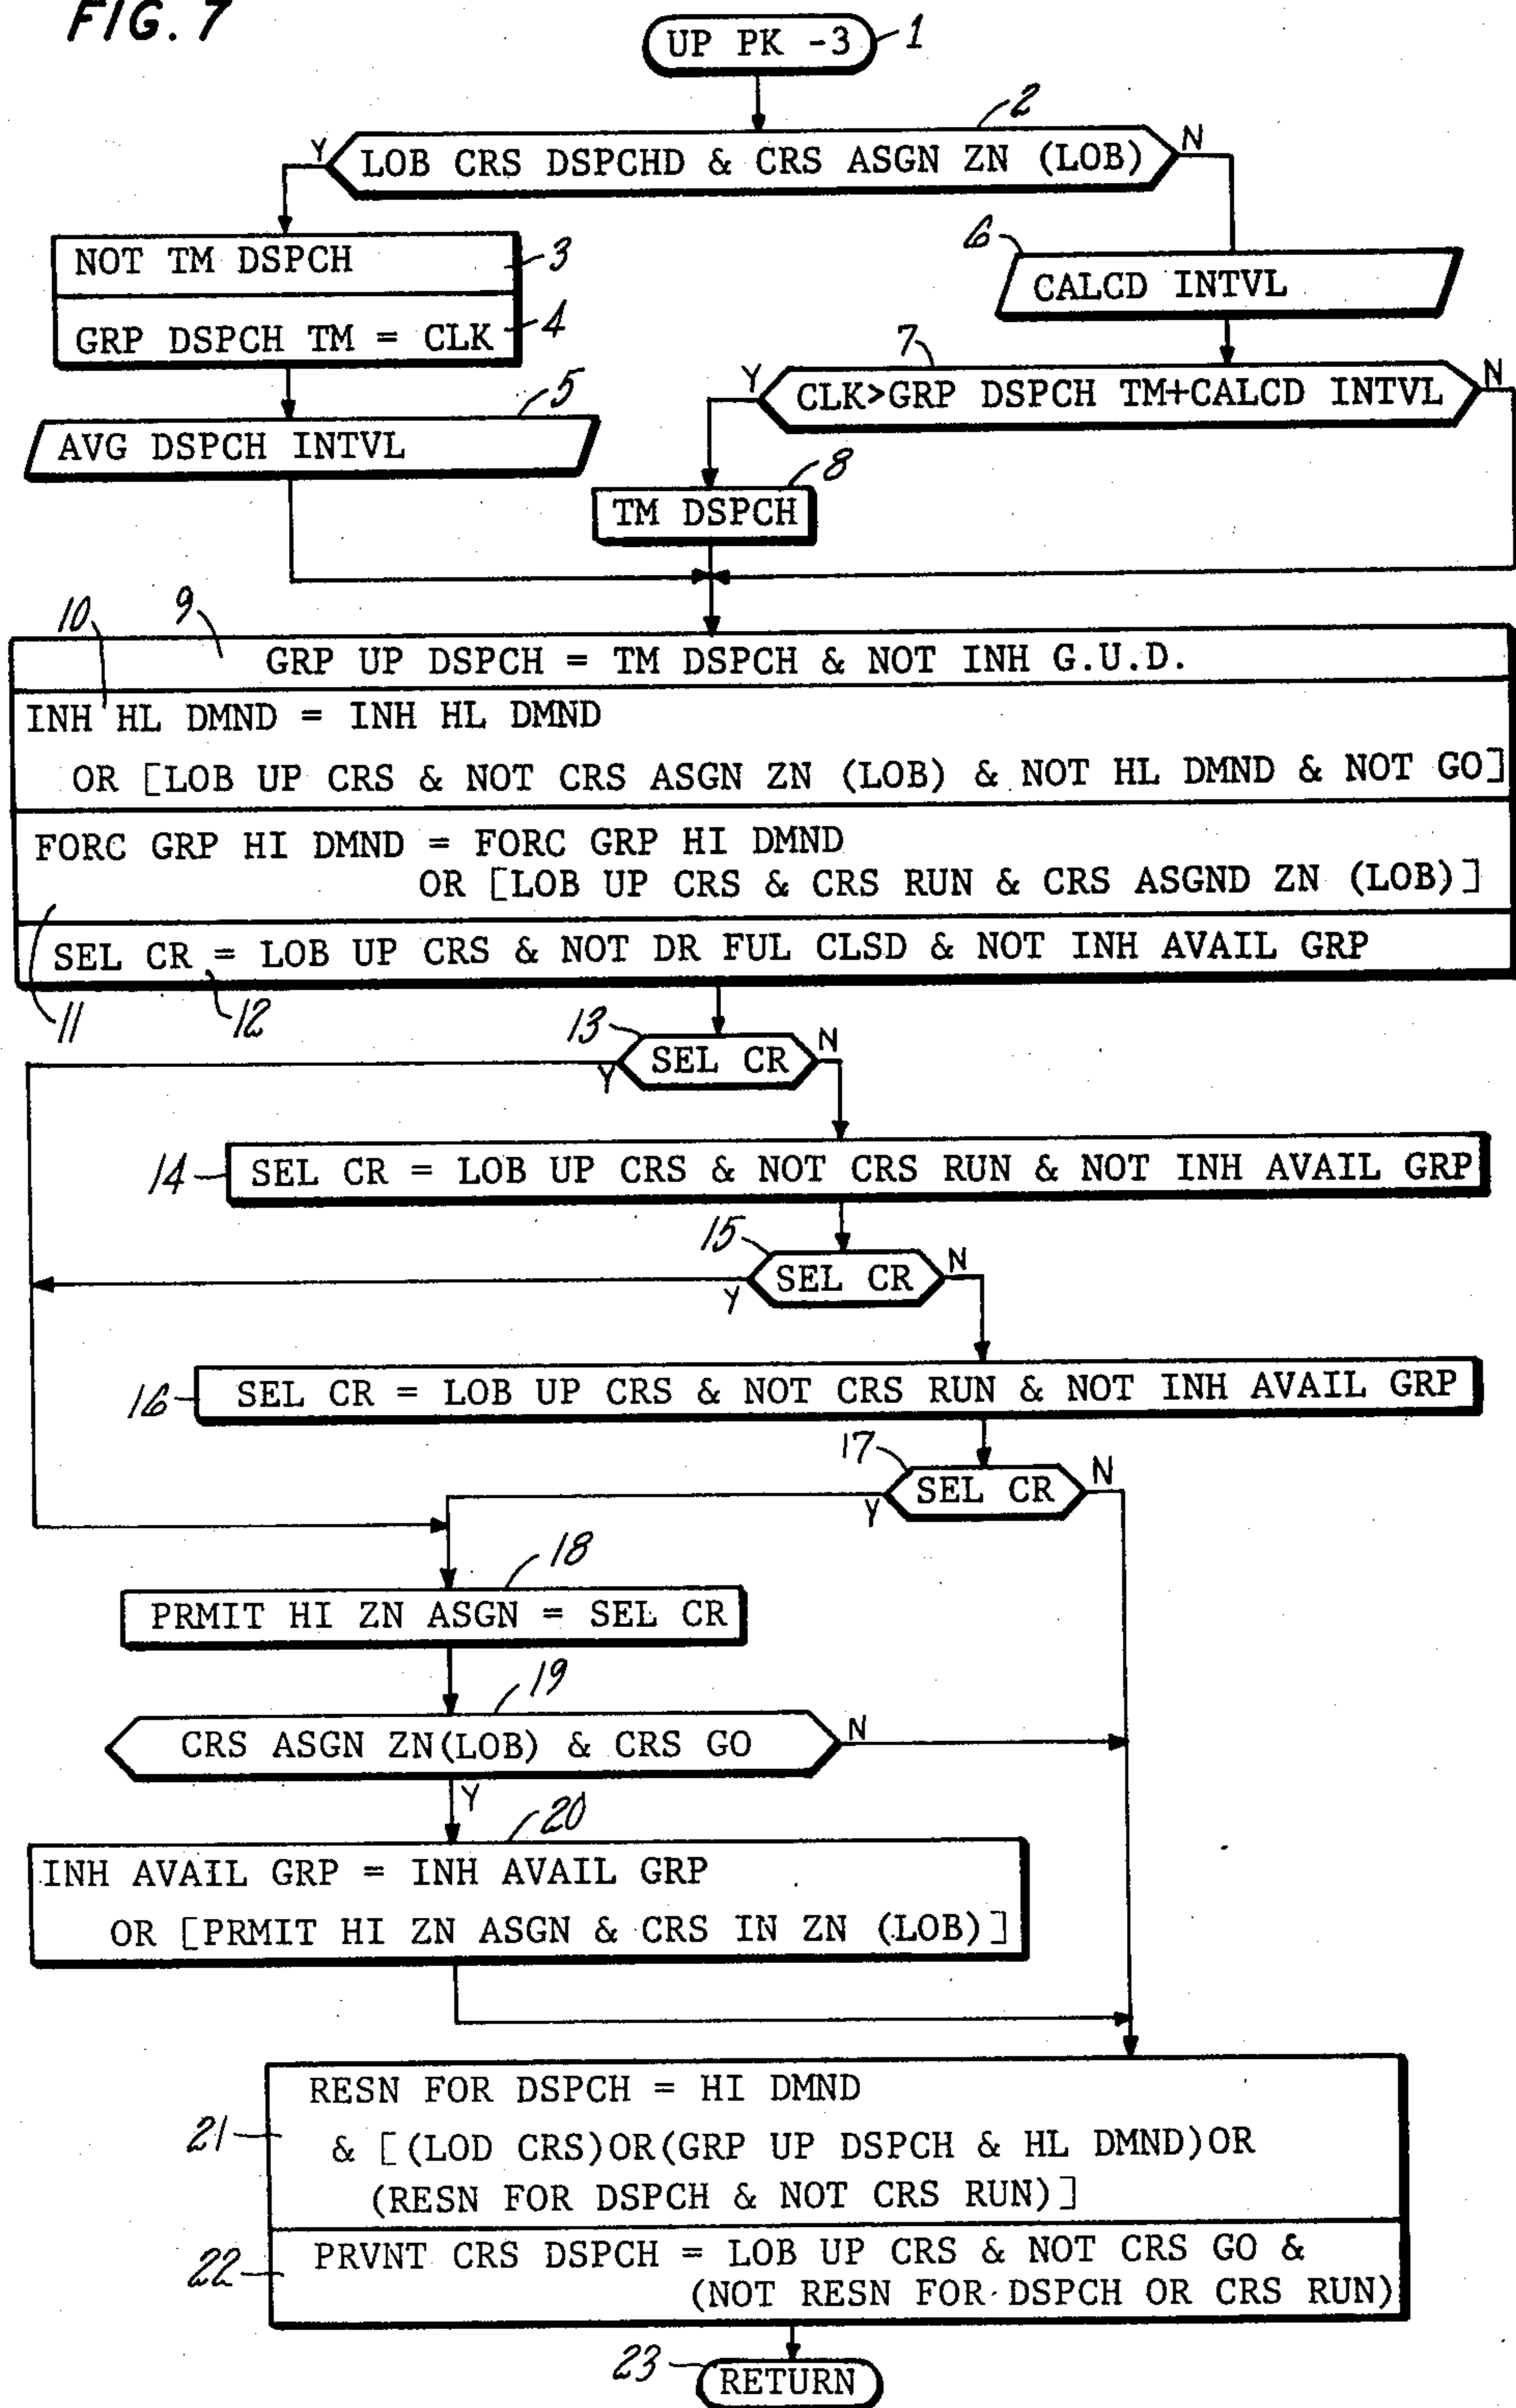 FIG. 7
UP PK -3
1
2
Y
LOB CRS DSPCHD & CRS ASGN ZN (LOB)
N
NOT TM DSPCH
3
GRP DSPCH TM = CLK
4
6
CALCD INTVL
5
AVG DSPCH INTVL
7
Y
CLK>GRP DSPCH TM+CALCD INTVL
N
8
TM DSPCH
9
GRP UP DSPCH = TM DSPCH & NOT INH G.U.D.
10
INH HL DMND = INH HL DMND
OR [LOB UP CRS & NOT CRS ASGN ZN (LOB) & NOT HL DMND & NOT GO]
FORC GRP HI DMND = FORC GRP HI DMND
OR [LOB UP CRS & CRS RUN & CRS ASGND ZN (LOB)]
11
SEL CR = LOB UP CRS & NOT DR FUL CLSD & NOT INH AVAIL GRP
12
13
Y
SEL CR
N
14
SEL CR = LOB UP CRS & NOT CRS RUN & NOT INH AVAIL GRP
15
Y
SEL CR
N
16
SEL CR = LOB UP CRS & NOT CRS RUN & NOT INH AVAIL GRP
17
Y
SEL CR
N
18
PRMIT HI ZN ASGN = SEL CR
19
CRS ASGN ZN(LOB) & CRS GO
N
Y
20
INH AVAIL GRP = INH AVAIL GRP
OR [PRMIT HI ZN ASGN & CRS IN ZN (LOB)]
21
RESN FOR DSPCH = HI DMND
& [(LOD CRS)OR(GRP UP DSPCH & HL DMND)OR
(RESN FOR DSPCH & NOT CRS RUN)]
22
PRVNT CRS DSPCH = LOB UP CRS & NOT CRS GO &
(NOT RESN FOR DSPCH OR CRS RUN)
23
RETURN